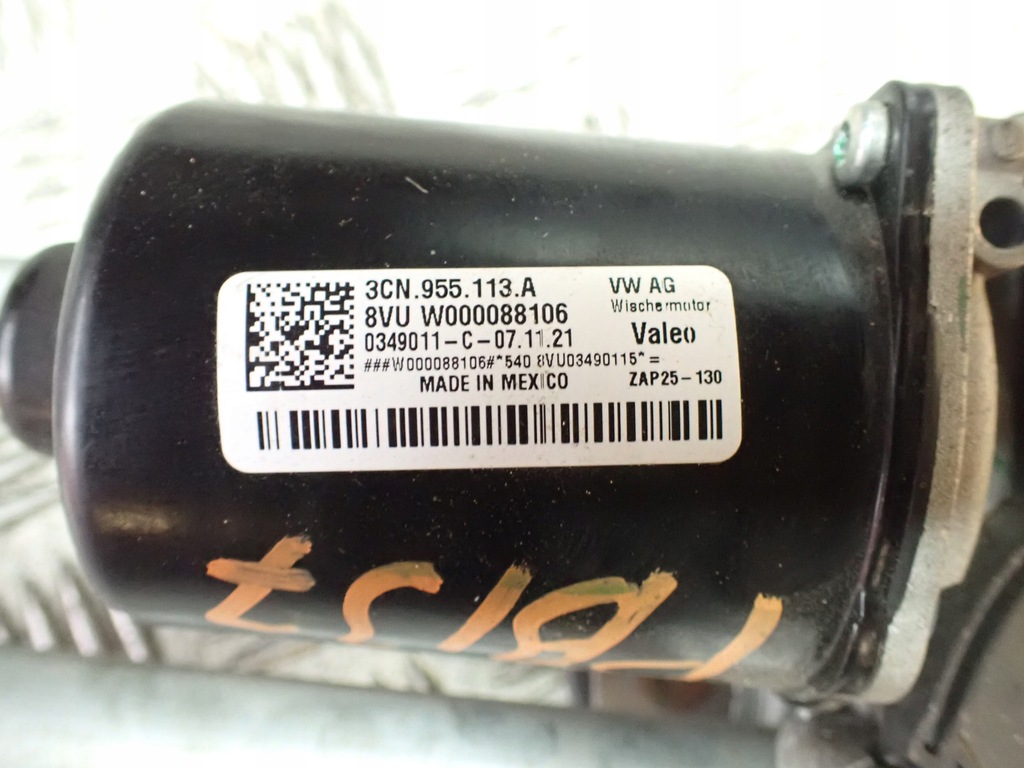 3CN.955.113.A
VW AG
8VU W000088106
Wischermotor
0349011-C-07.11.21
Valeo
###W000088106#*540 8VU03490115*=
MADE IN MEXICO
ZAP25-130